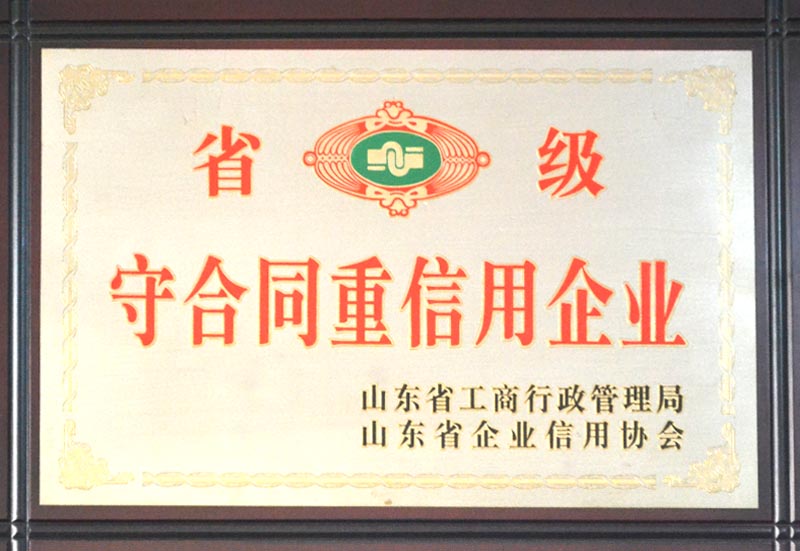 省 级
守合同重信用企业
山东省工商行政管理局
山东省企业信用协会